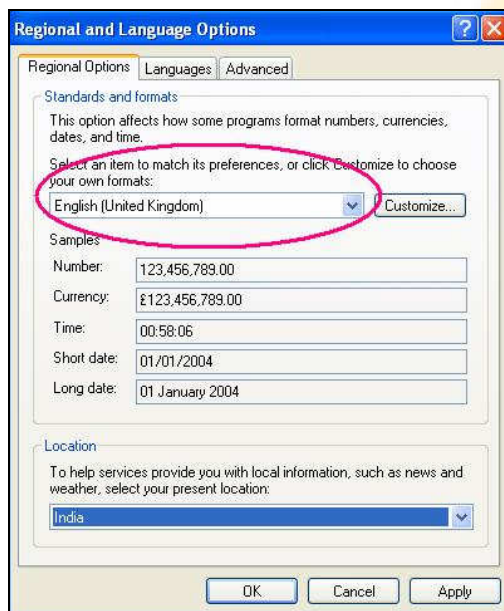 Regional and Language Options
Regional Options Languages Advanced
Standards and formats
This option affects how some programs format numbers, currencies,
dates, and time.
Select an item to match its preferences, or click Customize to choose
your own formats:
English (United Kingdom) Customize...
Samples
Number: 123,456,789.00
Currency: £123,456,789.00
Time: 00:58:06
Short date: 01/01/2004
Long date: 01 January 2004
Location
To help services provide you with local information, such as news and
weather, select your present location:
India
OK Cancel Apply